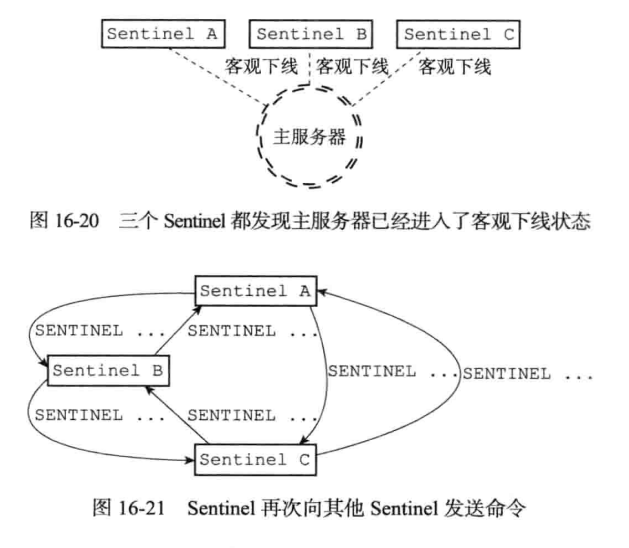 Sentinel A Sentinel B Sentinel C
客观下线 客观下线 客观下线
主服务器
图 16-20 三个 Sentinel 都发现主服务器已经进入了客观下线状态
Sentinel A
SENTINEL ... SENTINEL ...
Sentinel B
SENTINEL ... SENTINEL ...
SENTINEL ... SENTINEL ...
Sentinel C
图 16-21 Sentinel 再次向其他 Sentinel 发送命令